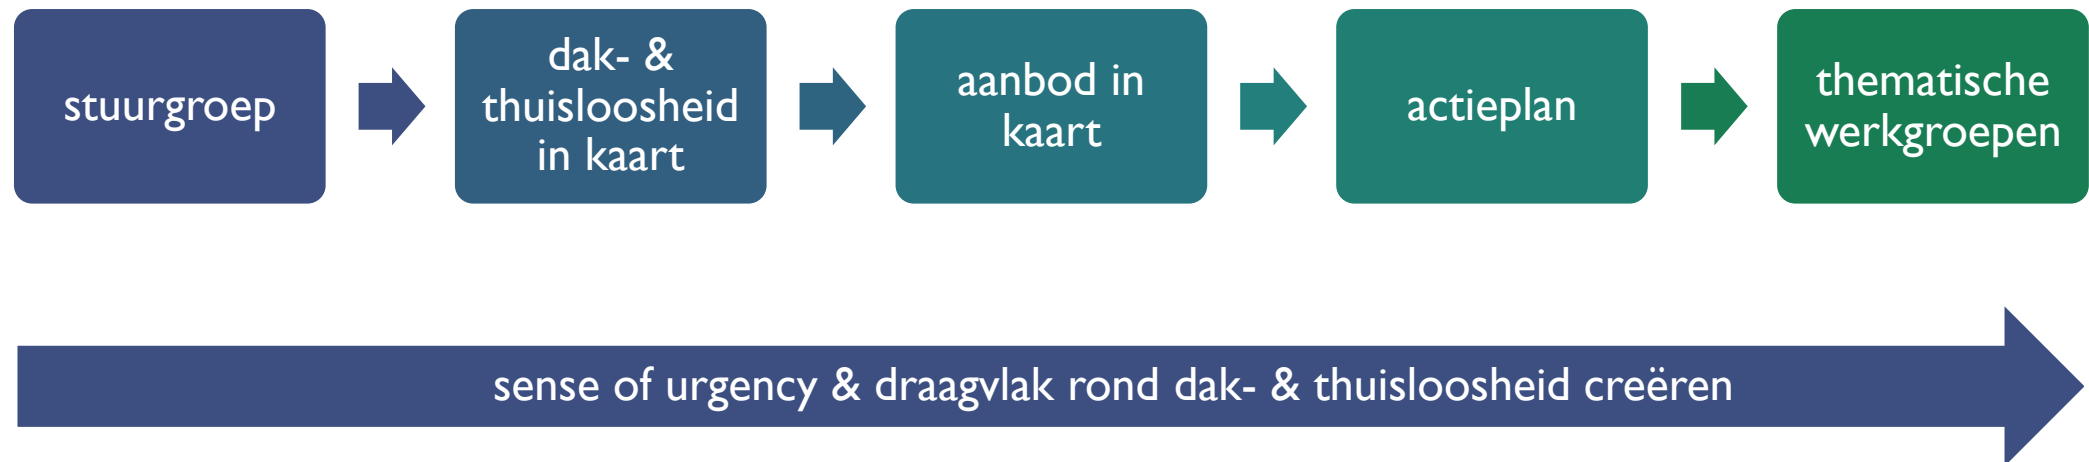 stuurgroep
dak- &
thuisloosheid
in kaart
aanbod in
kaart
actieplan
thematische
werkgroepen
sense of urgency & draagvlak rond dak- & thuisloosheid creëren